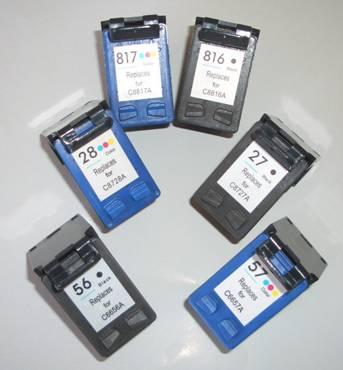 817 Color
Replaces
for
C8817A
816 Black
Replaces
for
C8816A
28 Color
Replaces
for
C8728A
27 Black
Replaces
for
C8727A
56 Black
Replaces
for
C6656A
57 Color
Replaces
for
C6657A